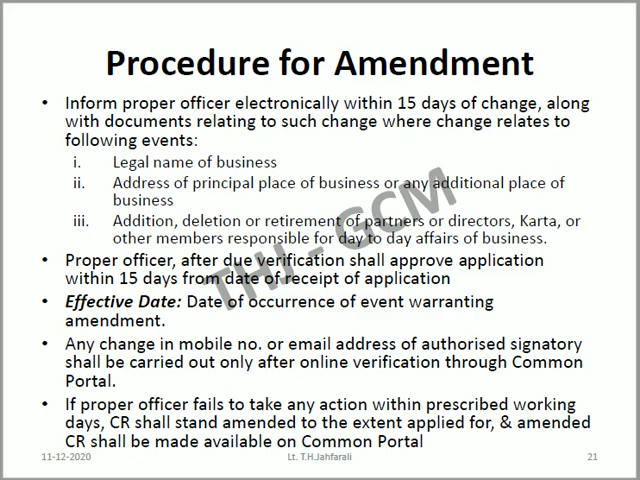 Procedure for Amendment
• Inform proper officer electronically within 15 days of change, along
with documents relating to such change where change relates to
following events:
i. Legal name of business
ii. Address of principal place of business or any additional place of
business
iii. Addition, deletion or retirement of partners or directors, Karta, or
other members responsible for day to day affairs of business.
• Proper officer, after due verification shall approve application
within 15 days from date of receipt of application
• Effective Date: Date of occurrence of event warranting
amendment.
• Any change in mobile no. or email address of authorised signatory
shall be carried out only after online verification through Common
Portal.
• If proper officer fails to take any action within prescribed working
days, CR shall stand amended to the extent applied for, & amended
CR shall be made available on Common Portal
THJ - GCM
11-12-2020 Lt. T.H.Jahfarali 21